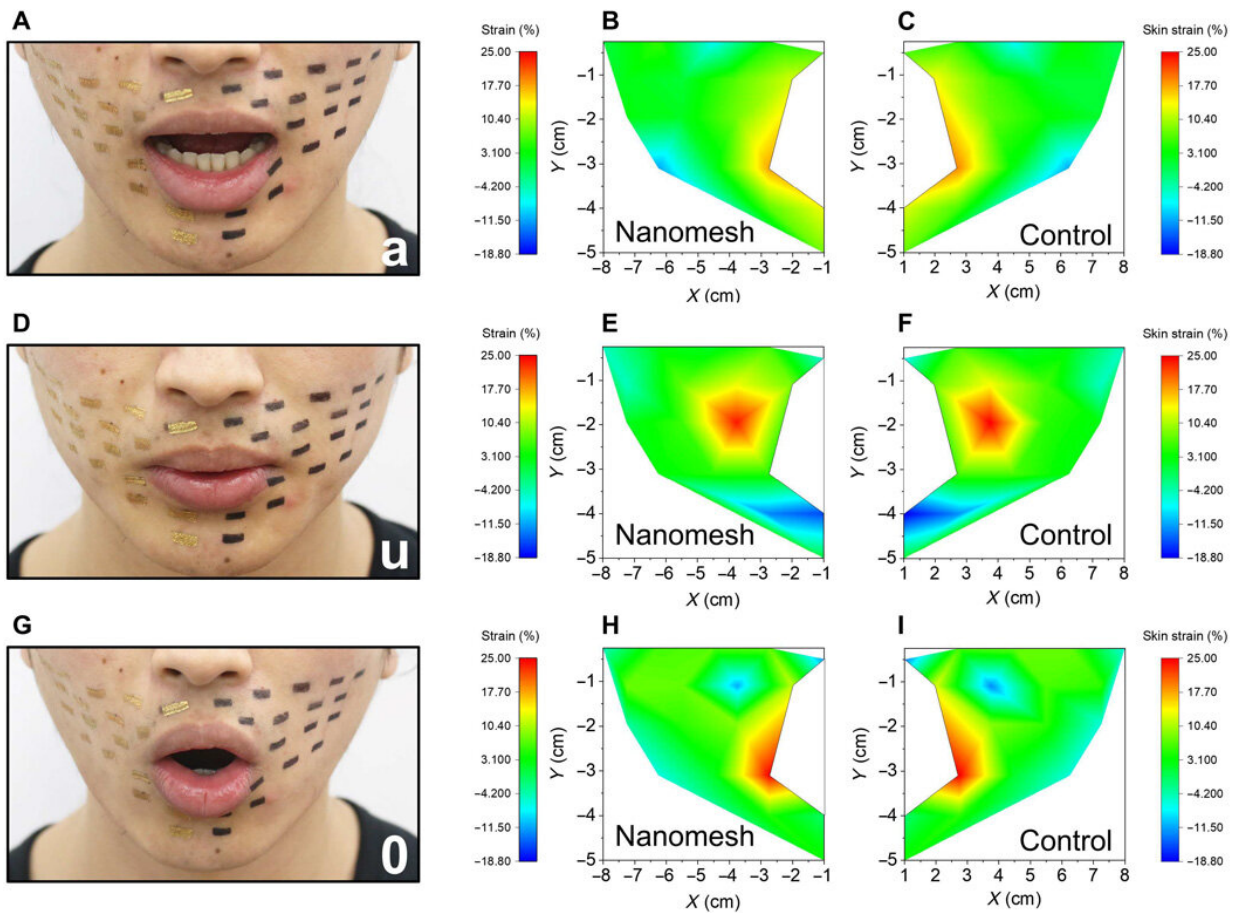 A
B
C
Strain (%)
25.00
17.70
10.40
3.100
−4.200
−11.50
−18.80
a
Y (cm)
−1
−2
−3
−4
−5
Nanomesh
−8 −7 −6 −5 −4 −3 −2 −1
X (cm)
Y (cm)
−1
−2
−3
−4
−5
Control
1 2 3 4 5 6 7 8
X (cm)
Skin strain (%)
25.00
17.70
10.40
3.100
−4.200
−11.50
−18.80
D
E
F
Strain (%)
25.00
17.70
10.40
3.100
−4.200
−11.50
−18.80
u
Y (cm)
−1
−2
−3
−4
−5
Nanomesh
−8 −7 −6 −5 −4 −3 −2 −1
X (cm)
Y (cm)
−1
−2
−3
−4
−5
Control
1 2 3 4 5 6 7 8
X (cm)
Skin strain (%)
25.00
17.70
10.40
3.100
−4.200
−11.50
−18.80
G
H
I
Strain (%)
25.00
17.70
10.40
3.100
−4.200
−11.50
−18.80
0
Y (cm)
−1
−2
−3
−4
−5
Nanomesh
−8 −7 −6 −5 −4 −3 −2 −1
X (cm)
Y (cm)
−1
−2
−3
−4
−5
Control
1 2 3 4 5 6 7 8
X (cm)
Skin strain (%)
25.00
17.70
10.40
3.100
−4.200
−11.50
−18.80